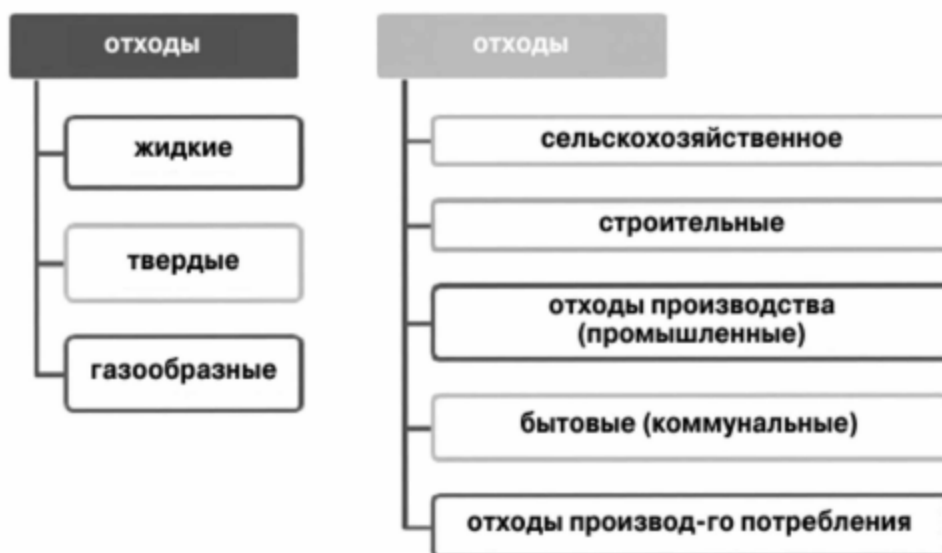 отходы
жидкие
твердые
газообразные
отходы
сельскохозяйственное
строительные
отходы производства
(промышленные)
бытовые (коммунальные)
отходы производ-го потребления